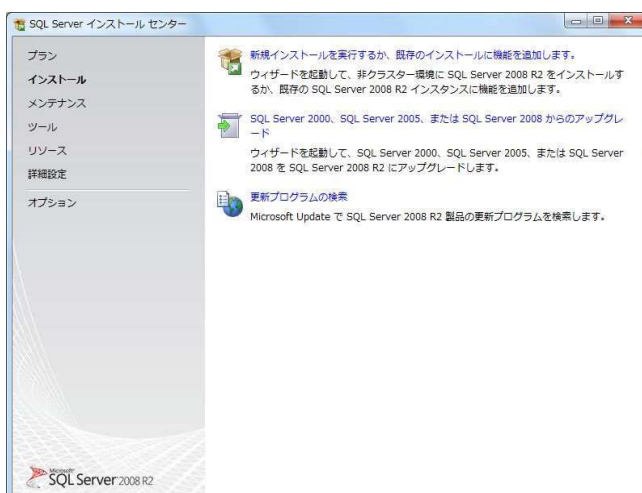 SQL Server インストール センター
プラン
インストール
メンテナンス
ツール
リソース
詳細設定
オプション
新規インストールを実行するか、既存のインストールに機能を追加します。
ウィザードを起動して、非クラスター環境に SQL Server 2008 R2 をインストールす
るか、既存の SQL Server 2008 R2 インスタンスに機能を追加します。
SQL Server 2000、SQL Server 2005、または SQL Server 2008 からのアップグレ
ード
ウィザードを起動して、SQL Server 2000、SQL Server 2005、または SQL Server
2008 を SQL Server 2008 R2 にアップグレードします。
更新プログラムの検索
Microsoft Update で SQL Server 2008 R2 製品の更新プログラムを検索します。
Microsoft
SQL Server 2008 R2